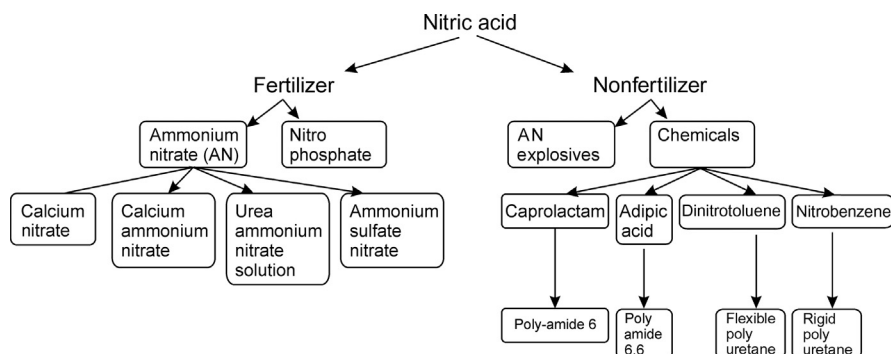 Nitric acid
Fertilizer
Nonfertilizer
Ammonium
nitrate (AN)
Nitro
phosphate
AN
explosives
Chemicals
Calcium
nitrate
Calcium
ammonium
nitrate
Urea
ammonium
nitrate
solution
Ammonium
sulfate
nitrate
Caprolactam
Adipic
acid
Dinitrotoluene
Nitrobenzene
Poly-amide 6
Poly
amide
6.6
Flexible
poly
uretane
Rigid
poly
uretane